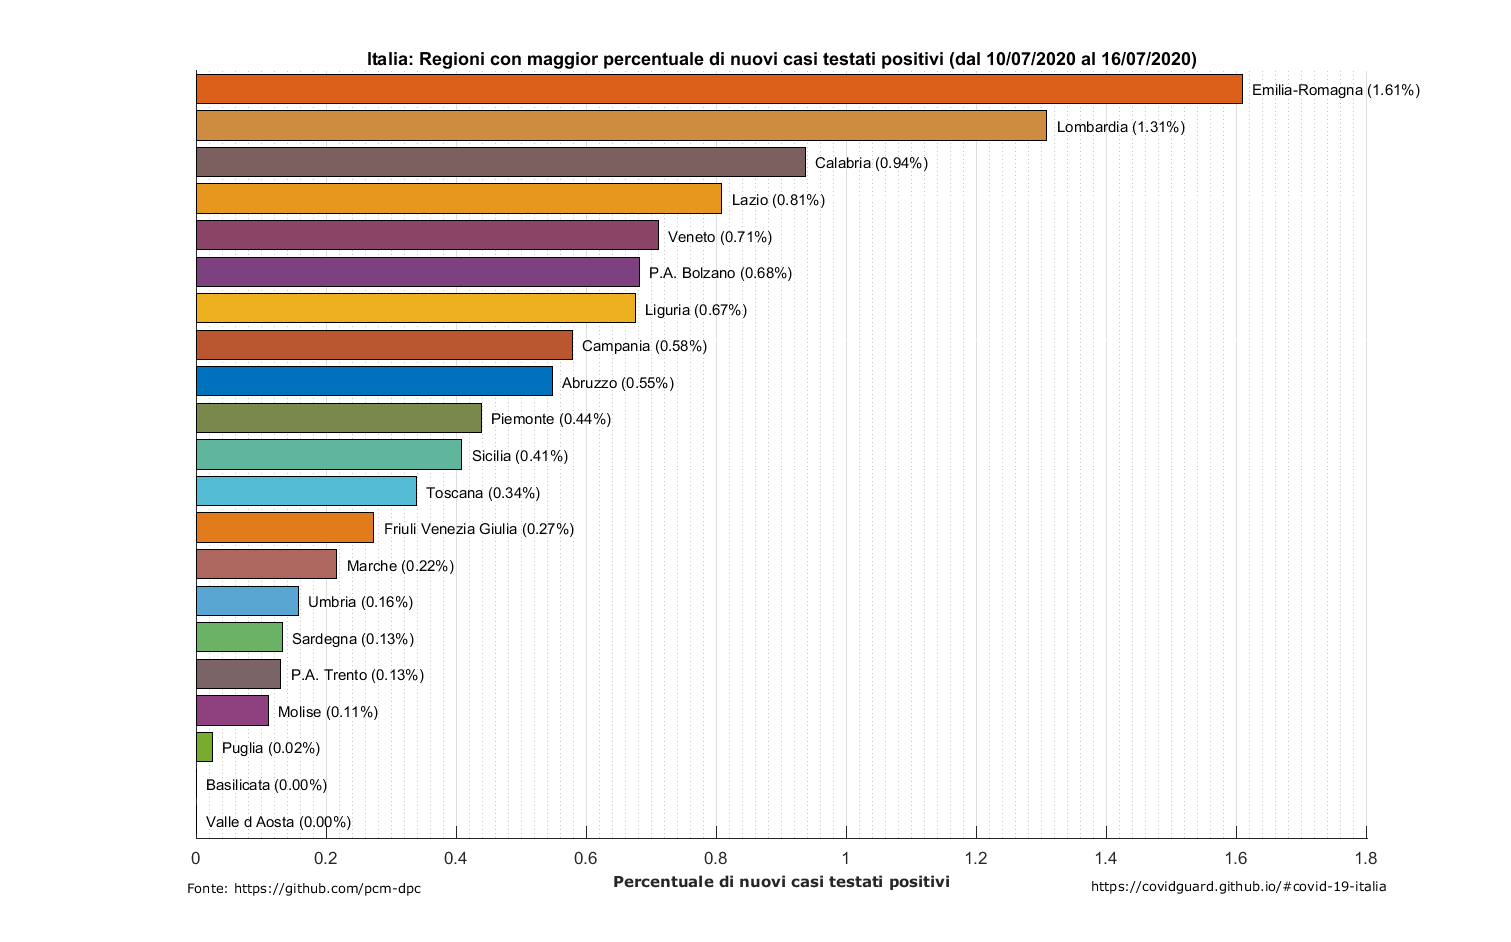 Italia: Regioni con maggior percentuale di nuovi casi testati positivi (dal 10/07/2020 al 16/07/2020)
Emilia-Romagna (1.61%)
Lombardia (1.31%)
Calabria (0.94%)
Lazio (0.81%)
Veneto (0.71%)
P.A. Bolzano (0.68%)
Liguria (0.67%)
Campania (0.58%)
Abruzzo (0.55%)
Piemonte (0.44%)
Sicilia (0.41%)
Toscana (0.34%)
Friuli Venezia Giulia (0.27%)
Marche (0.22%)
Umbria (0.16%)
Sardegna (0.13%)
P.A. Trento (0.13%)
Molise (0.11%)
Puglia (0.02%)
Basilicata (0.00%)
Valle d Aosta (0.00%)
0 0.2 0.4 0.6 0.8 1 1.2 1.4 1.6 1.8
Percentuale di nuovi casi testati positivi
Fonte: https://github.com/pcm-dpc
https://covidguard.github.io/#covid-19-italia